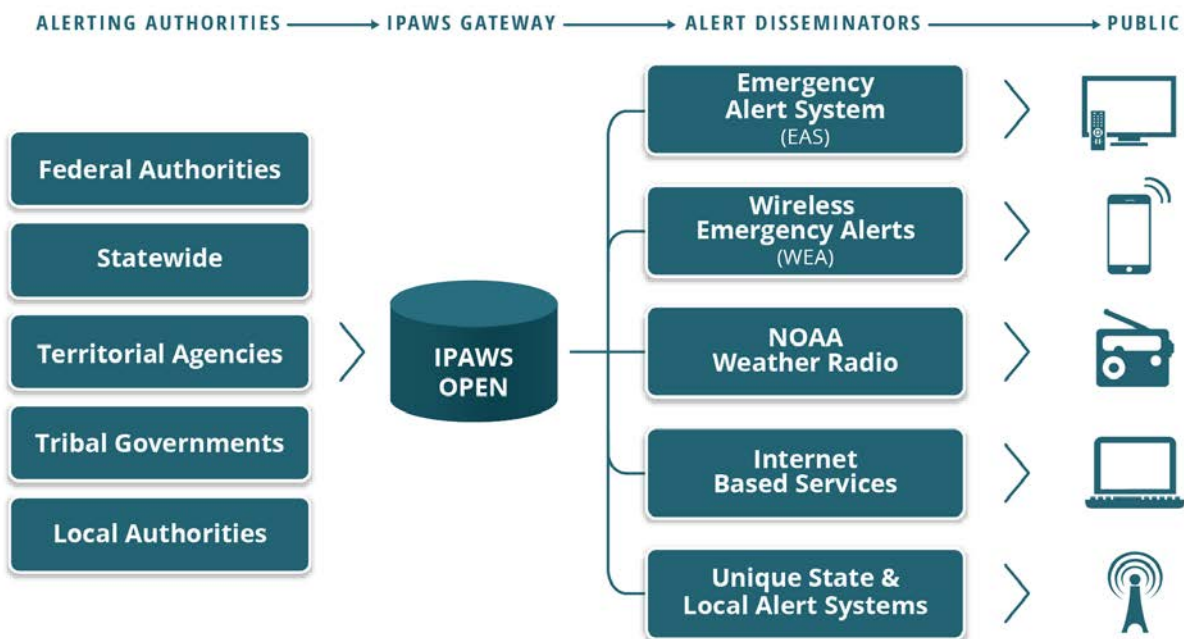 ALERTING AUTHORITIES IPAWS GATEWAY ALERT DISSEMINATORS PUBLIC
Federal Authorities
Statewide
Territorial Agencies
Tribal Governments
Local Authorities
IPAWS
OPEN
Emergency
Alert System
(EAS)
Wireless
Emergency Alerts
(WEA)
NOAA
Weather Radio
Internet
Based Services
Unique State &
Local Alert Systems